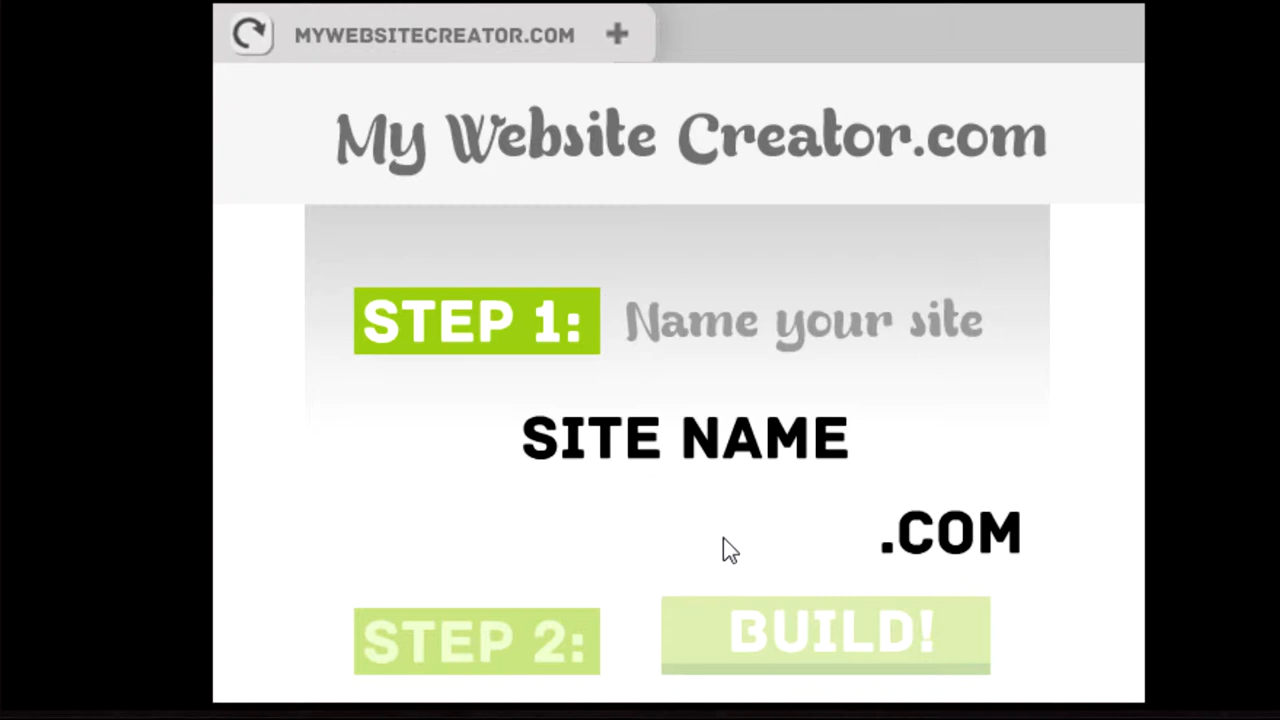 MYWEBSITECREATOR.COM
My Website Creator.com
STEP 1: Name your site
SITE NAME
.COM
STEP 2: BUILD!